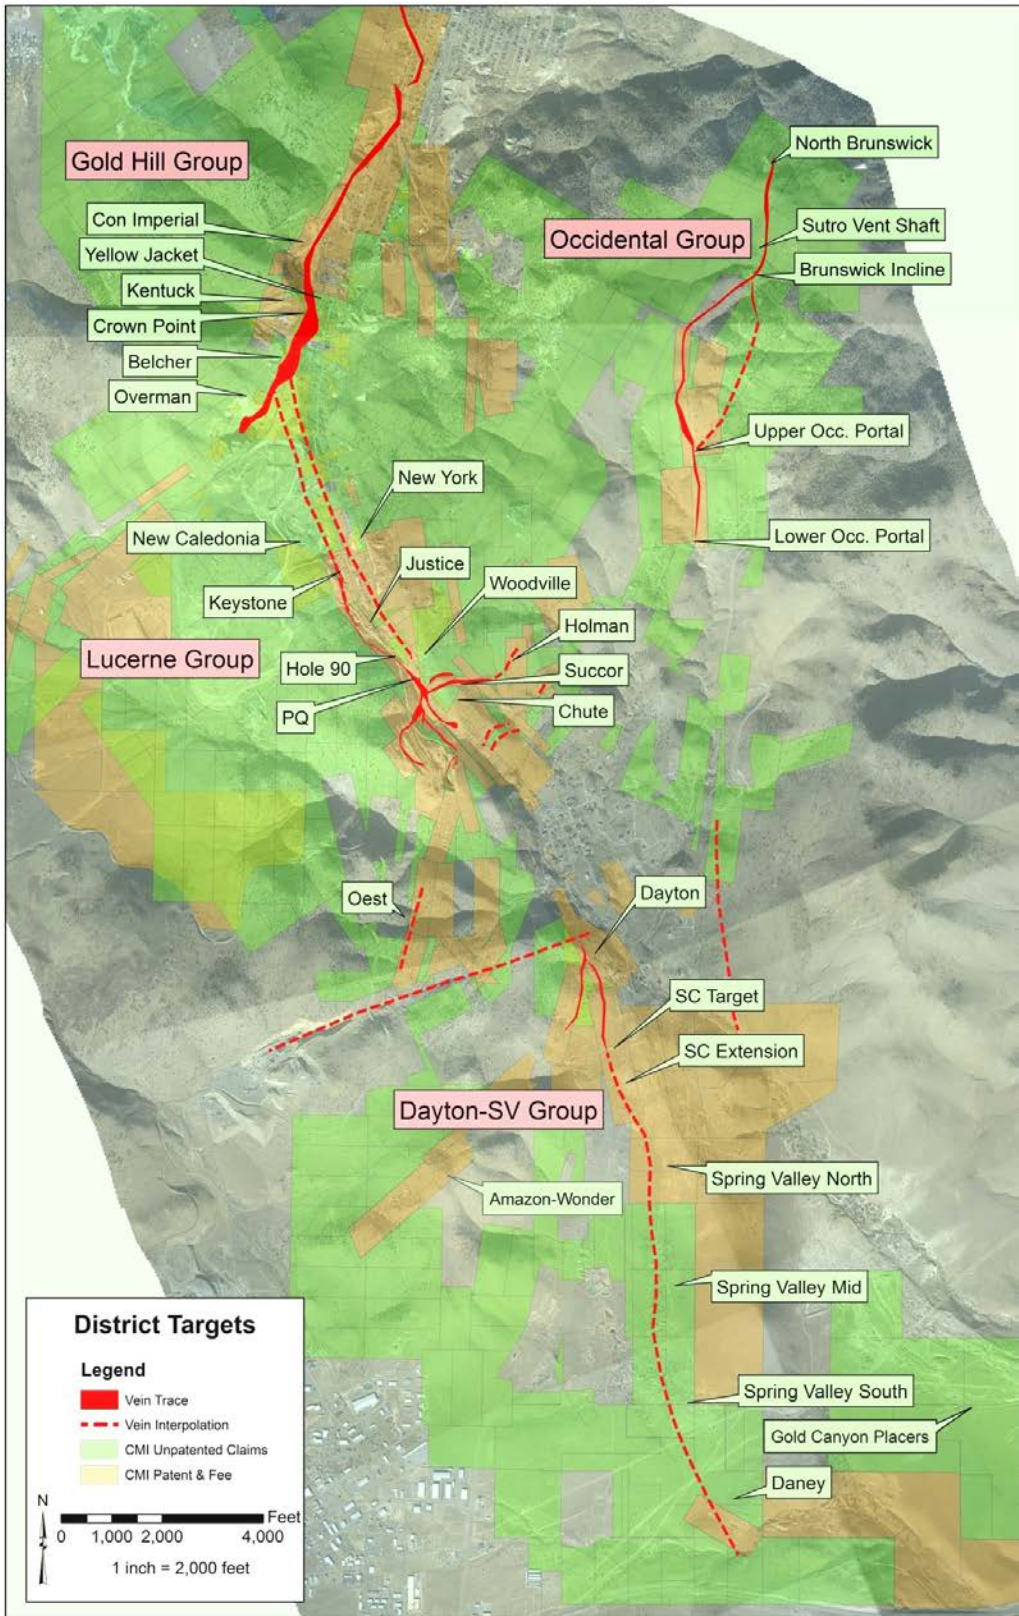 North Brunswick
Gold Hill Group
Con Imperial
Sutro Vent Shaft
Occidental Group
Yellow Jacket
Brunswick Incline
Kentuck
Crown Point
Belcher
Overman
Upper Occ. Portal
New York
New Caledonia
Lower Occ. Portal
Justice
Woodville
Keystone
Holman
Lucerne Group
Hole 90
Succor
PQ
Chute
Oest
Dayton
SC Target
SC Extension
Dayton-SV Group
Spring Valley North
Amazon-Wonder
Spring Valley Mid
Spring Valley South
Gold Canyon Placers
Daney
District Targets
Legend
Vein Trace
Vein Interpolation
CMI Unpatented Claims
CMI Patent & Fee
N
Feet
0 1,000 2,000 4,000
1 inch = 2,000 feet